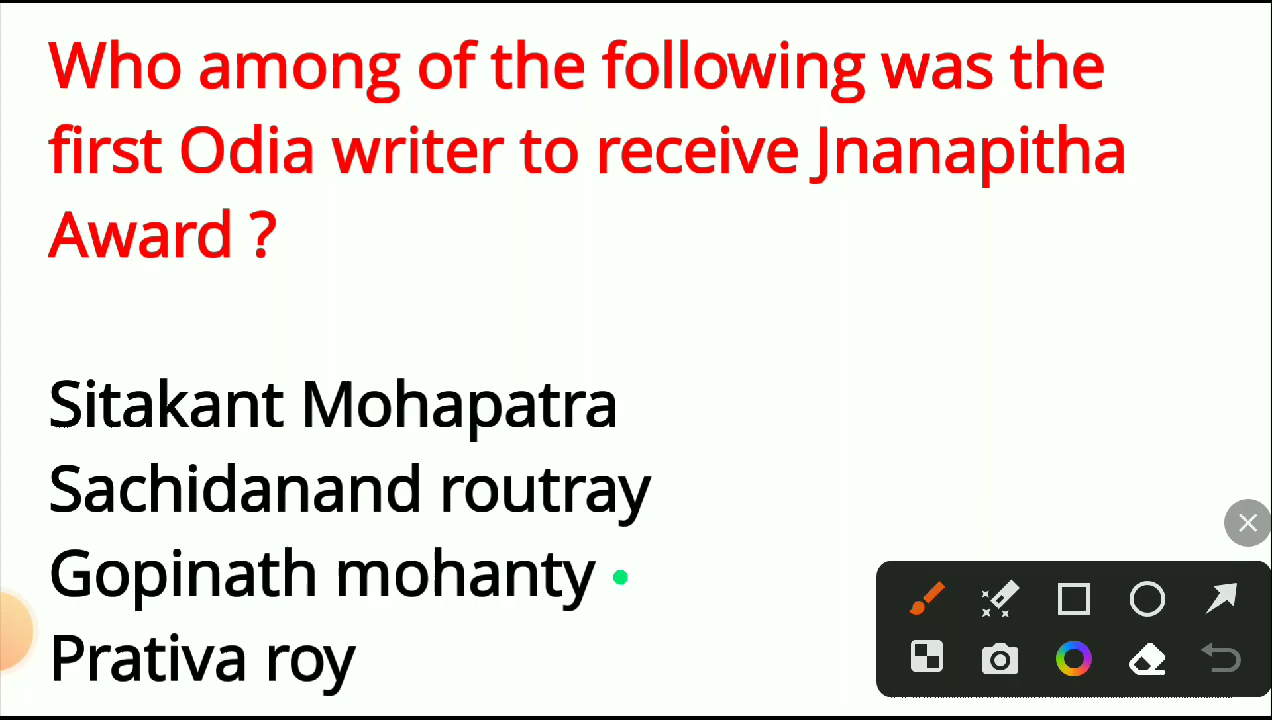 Who among of the following was the
first Odia writer to receive Jnanapitha
Award ?
Sitakant Mohapatra
Sachidanand routray
Gopinath mohanty
Prativa roy